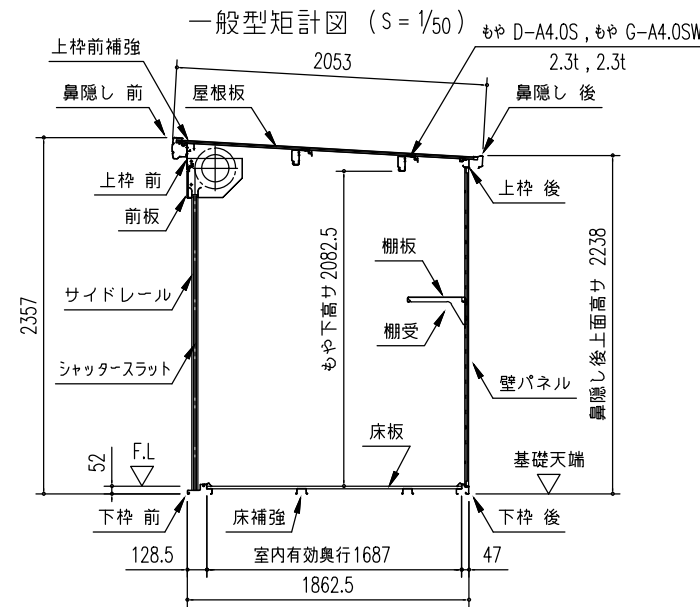 一般型矩計図 (S=1/50)
もや D-A4.0S , もや G-A4.0SW
2.3t , 2.3t
上枠前補強
2053
鼻隠し 前
屋根板
鼻隠し 後
上枠 前
上枠 後
前板
もや下高サ 2082.5
棚板
サイドレール
棚受
2357
鼻隠し後上面高サ 2238
シャッタースラット
壁パネル
床板
52
F.L
基礎天端
下枠 前
床補強
下枠 後
128.5
室内有効奥行1687
47
1862.5